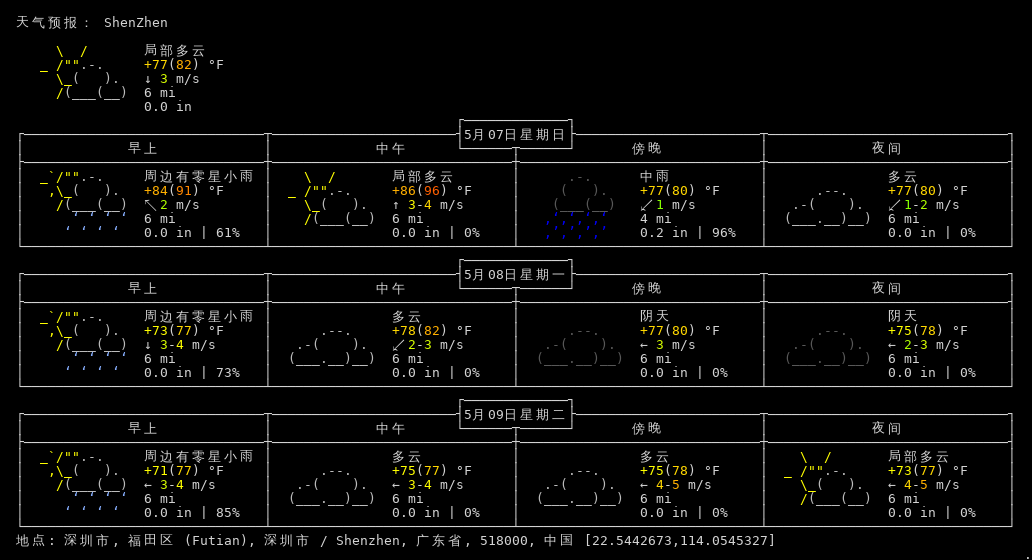 天气预报： ShenZhen
局部多云
+77(82) °F
↓ 3 m/s
6 mi
0.0 in
5月07日星期日
早上 中午 傍晚 夜间
周边有零星小雨 局部多云 中雨 多云
+84(91) °F +86(96) °F +77(80) °F +77(80) °F
↖ 2 m/s ↑ 3-4 m/s ↙ 1 m/s ↙ 1-2 m/s
6 mi 6 mi 4 mi 6 mi
0.0 in | 61% 0.0 in | 0% 0.2 in | 96% 0.0 in | 0%
5月08日星期一
早上 中午 傍晚 夜间
周边有零星小雨 多云 阴天 阴天
+73(77) °F +78(82) °F +77(80) °F +75(78) °F
↓ 3-4 m/s ↙ 2-3 m/s ← 3 m/s ← 2-3 m/s
6 mi 6 mi 6 mi 6 mi
0.0 in | 73% 0.0 in | 0% 0.0 in | 0% 0.0 in | 0%
5月09日星期二
早上 中午 傍晚 夜间
周边有零星小雨 多云 多云 局部多云
+71(77) °F +75(77) °F +75(78) °F +73(77) °F
← 3-4 m/s ← 3-4 m/s ← 4-5 m/s ← 4-5 m/s
6 mi 6 mi 6 mi 6 mi
0.0 in | 85% 0.0 in | 0% 0.0 in | 0% 0.0 in | 0%
地点: 深圳市, 福田区 (Futian), 深圳市 / Shenzhen, 广东省, 518000, 中国 [22.5442673,114.0545327]